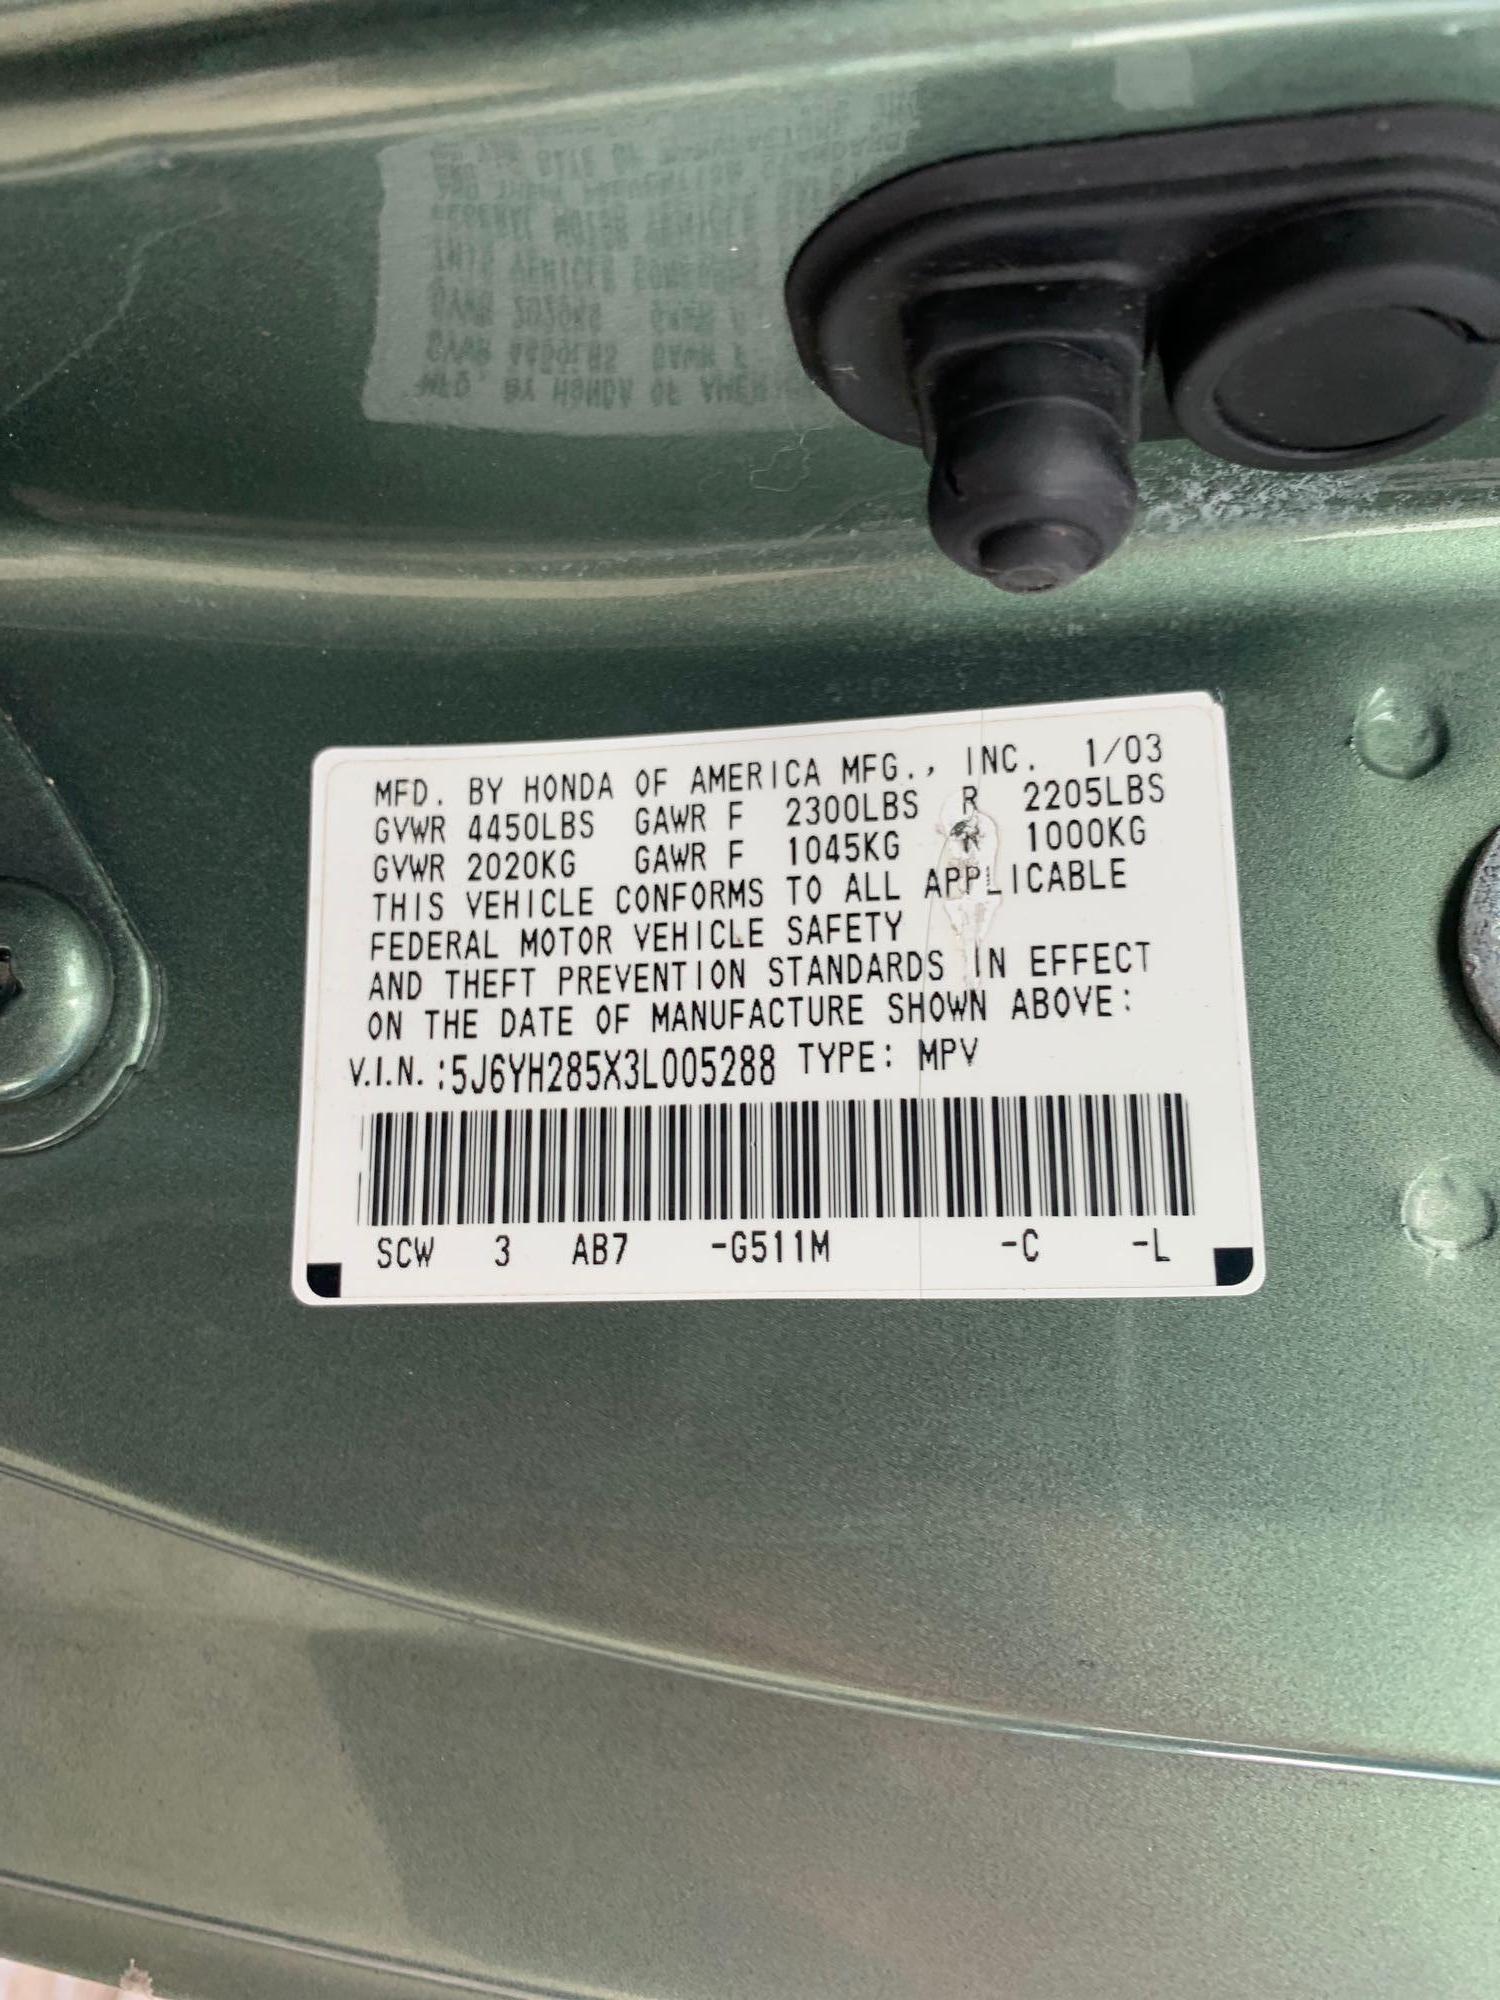 MFD. BY HONDA OF AMERICA MFG., INC. 1/03
GVWR 4450LBS GAWR F 2300LBS R 2205LBS
GVWR 2020KG GAWR F 1045KG R 1000KG
THIS VEHICLE CONFORMS TO ALL APPLICABLE
FEDERAL MOTOR VEHICLE SAFETY
AND THEFT PREVENTION STANDARDS IN EFFECT
ON THE DATE OF MANUFACTURE SHOWN ABOVE:
V.I.N. :5J6YH285X3L005288 TYPE: MPV
SCW 3 AB7 -G511M -C -L